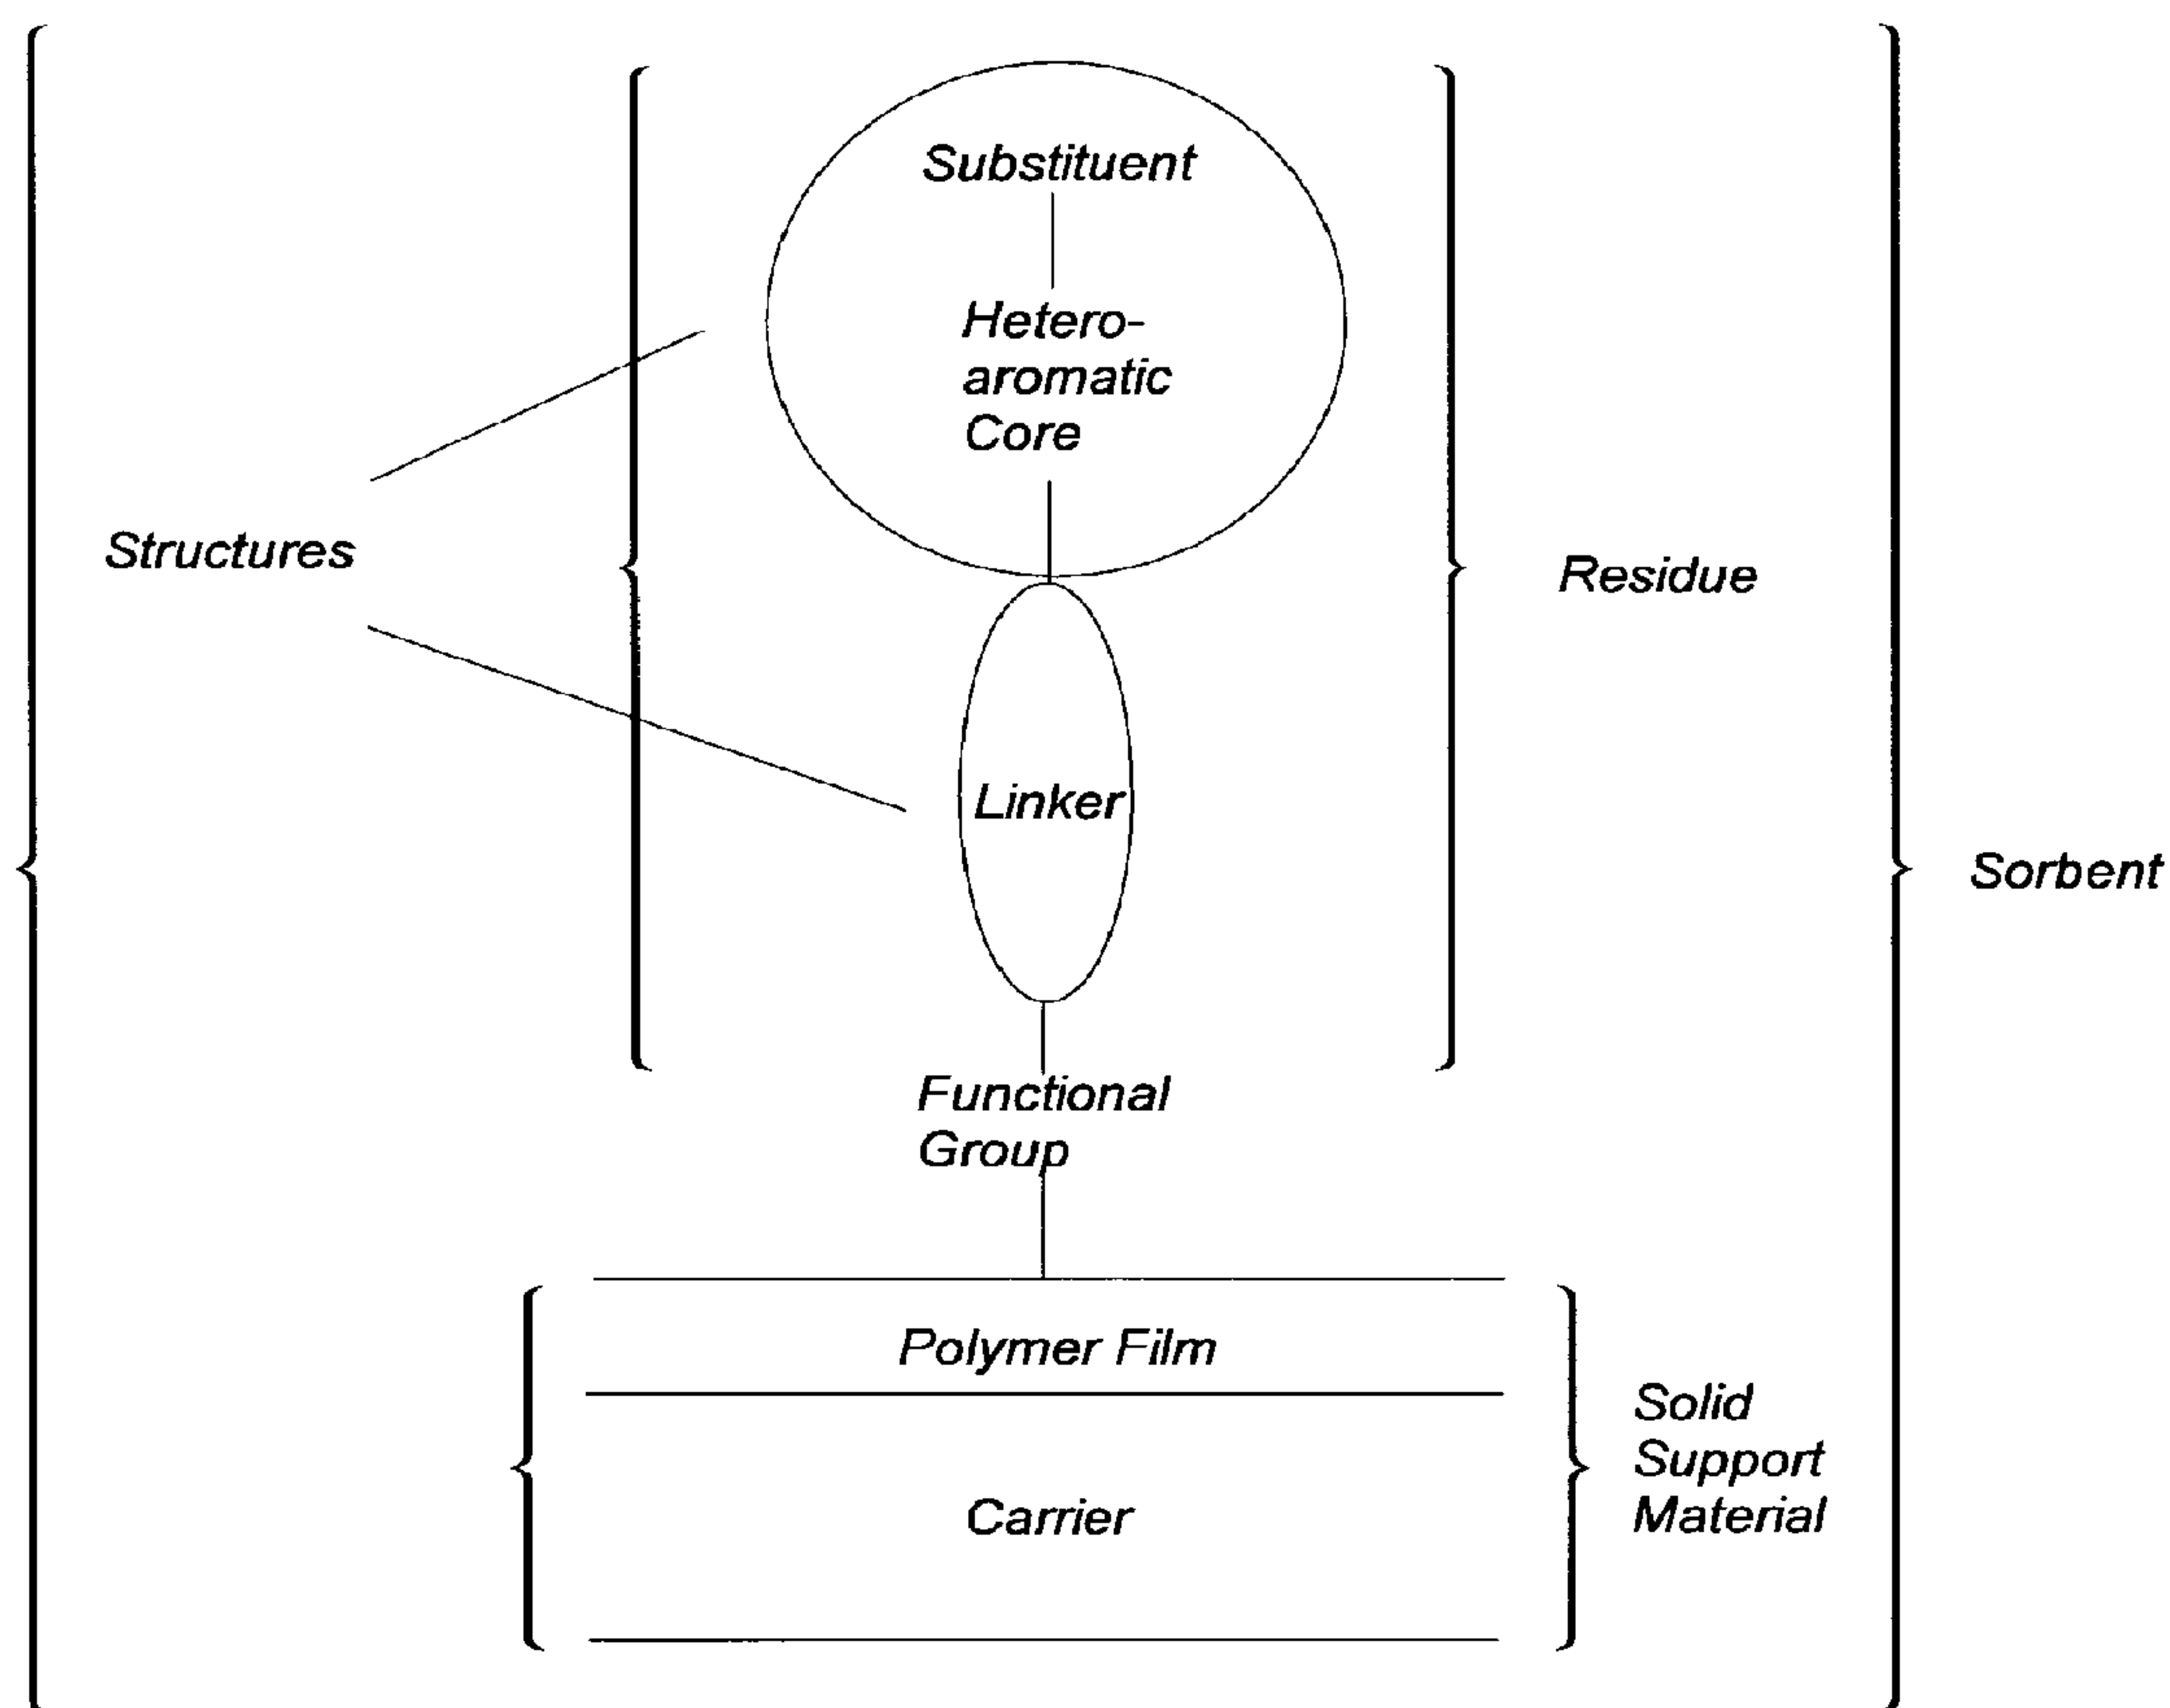 Substituent
Hetero-
aromatic
Core
Structures
Residue
Linker
Sorbent
Functional
Group
Polymer Film
Solid
Support
Material
Carrier